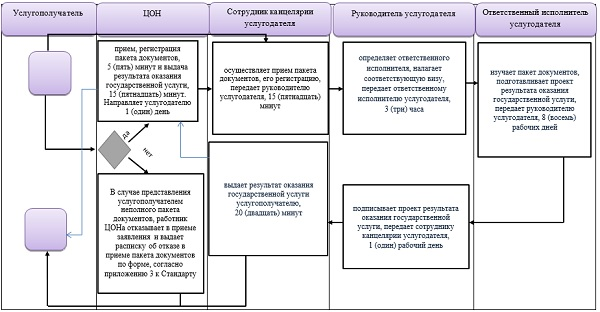 Услугополучатель
ЦОН
Сотрудник канцелярии
услугодателя
Руководитель услугодателя
Ответственный исполнитель
услугодателя
прием, регистрация
пакета документов,
5 (пять) минут и выдача
результата оказания
государственной услуги,
15 (пятнадцать) минут.
Направляет услугодателю
1 (один) день
да
нет
В случае представления
услугополучателем
неполного пакета
документов, работник
ЦОНа отказывает в приеме
заявления и выдает
расписку об отказе в
приеме пакета документов
по форме, согласно
приложению 3 к Стандарту
осуществляет прием пакета
документов, его регистрацию,
передает руководителю
услугодателя, 15 (пятнадцать)
минут
выдает результат оказания
государственной услуги
услугополучателю,
20 (двадцать) минут
определяет ответственного
исполнителя, налагает
соответствующую визу,
передает ответственному
исполнителю услугодателя,
3 (три) часа
подписывает проект результата
оказания государственной
услуги, передает сотруднику
канцелярии услугодателя,
1 (один) рабочий день
изучает пакет документов,
подготавливает проект
результата оказания
государственной услуги,
передает руководителю
услугодателя, 8 (восемь)
рабочих дней